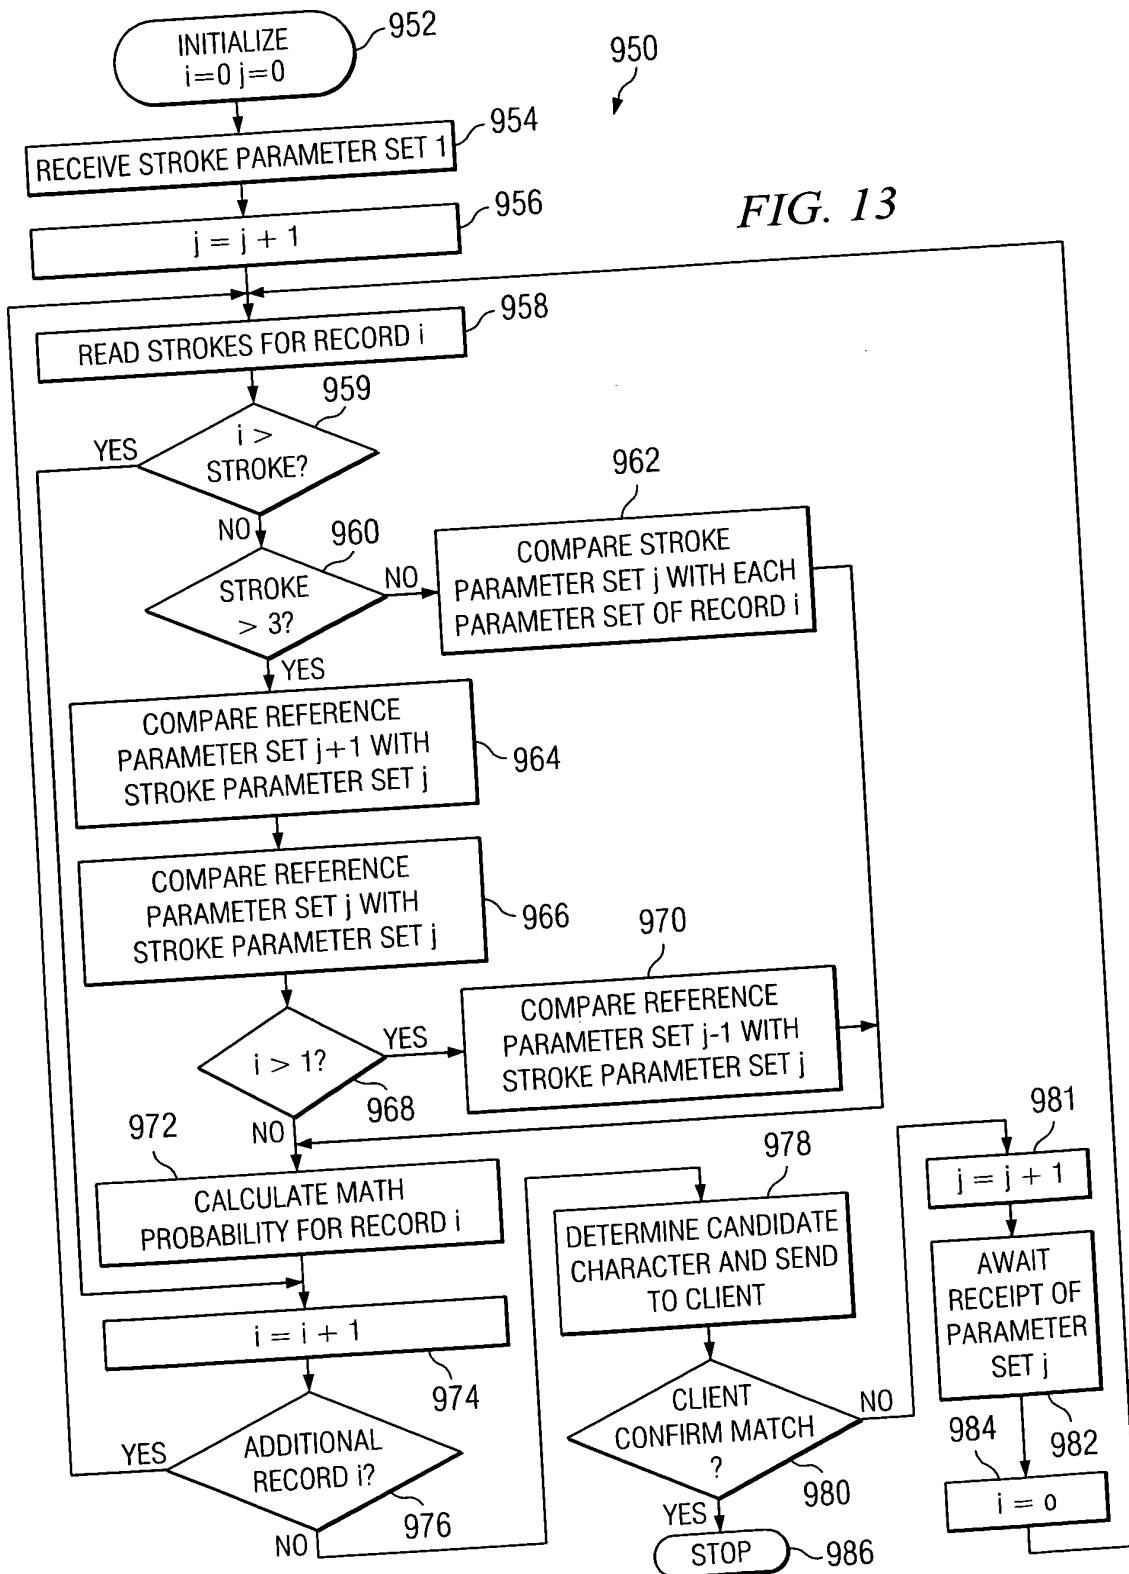 INITIALIZE
i=0 j=0
952
950
RECEIVE STROKE PARAMETER SET 1
954
j = j + 1
956
FIG. 13
READ STROKES FOR RECORD i
958
i >
STROKE?
959
YES
NO
STROKE
> 3?
960
NO
YES
COMPARE STROKE
PARAMETER SET j WITH EACH
PARAMETER SET OF RECORD i
962
COMPARE REFERENCE
PARAMETER SET j+1 WITH
STROKE PARAMETER SET j
964
COMPARE REFERENCE
PARAMETER SET j WITH
STROKE PARAMETER SET j
966
i > 1?
968
YES
NO
COMPARE REFERENCE
PARAMETER SET j-1 WITH
STROKE PARAMETER SET j
970
972
CALCULATE MATH
PROBABILITY FOR RECORD i
i = i + 1
974
ADDITIONAL
RECORD i?
976
YES
NO
978
DETERMINE CANDIDATE
CHARACTER AND SEND
TO CLIENT
CLIENT
CONFIRM MATCH
?
980
NO
YES
STOP
986
981
j = j + 1
AWAIT
RECEIPT OF
PARAMETER
SET j
982
984
i = o